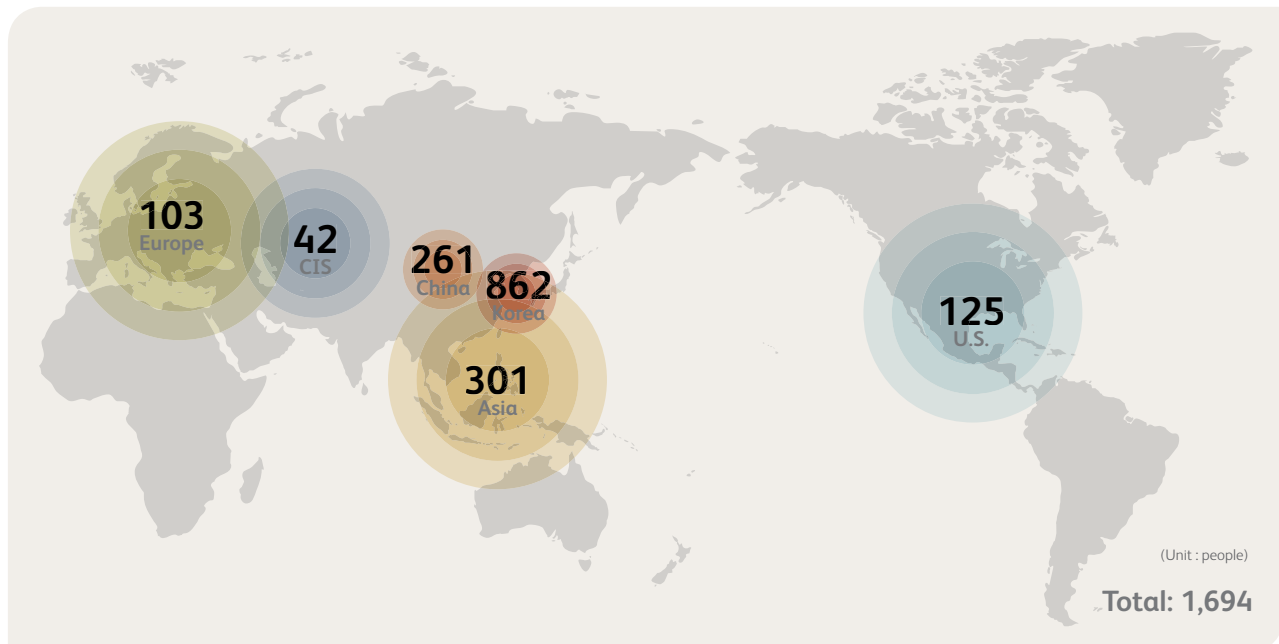 103
Europe
42
CIS
261
China
862
Korea
301
Asia
125
U.S.
(Unit : people)
Total: 1,694